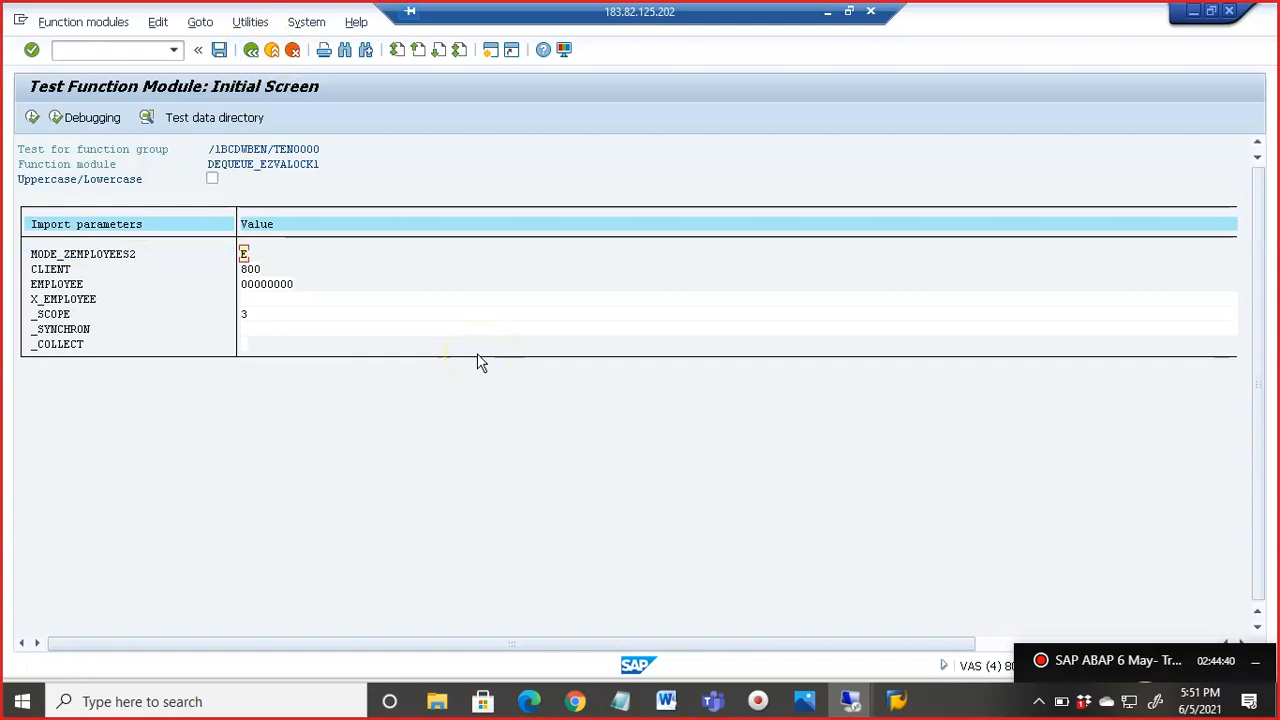 Function modules Edit Goto Utilities System Help
183.82.125.202
Test Function Module: Initial Screen
Debugging Test data directory
Test for function group /1BCDWBEN/TEN0000
Function module DEQUEUE_EZVALOCK1
Uppercase/Lowercase
Import parameters Value
MODE_ZEMPLOYEES2 E
CLIENT 800
EMPLOYEE 00000000
X_EMPLOYEE
_SCOPE 3
_SYNCHRON
_COLLECT
SAP
VAS (4) 80
SAP ABAP 6 May- Tr... 02:44:40
Type here to search
5:51 PM
6/5/2021